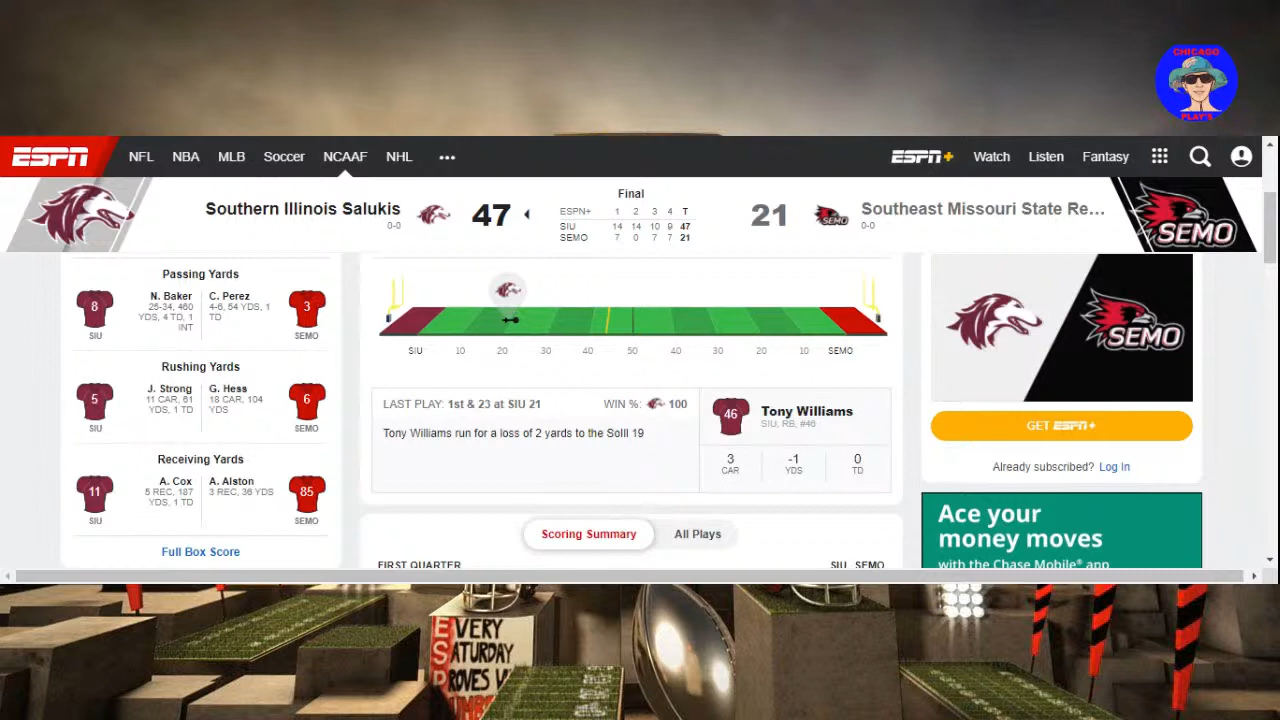 CHICAGO
PLAY'S
ESPN NFL NBA MLB Soccer NCAAF NHL ••• ESPN+ Watch Listen Fantasy
Southern Illinois Salukis 47
0-0
Final
ESPN+ 1 2 3 4 T
SIU 14 14 10 9 47
SEMO 7 0 7 7 21
21 Southeast Missouri State Re...
0-0
SEMO
Passing Yards
8
SIU
N. Baker
25-34, 460
YDS, 4 TD, 1
INT
C. Perez
4-6, 54 YDS, 1
TD
3
SEMO
Rushing Yards
5
SIU
J. Strong
11 CAR, 61
YDS, 1 TD
G. Hess
18 CAR, 104
YDS
6
SEMO
Receiving Yards
11
SIU
A. Cox
5 REC, 187
YDS, 1 TD
A. Alston
3 REC, 36 YDS
85
SEMO
Full Box Score
SIU 10 20 30 40 50 40 30 20 10 SEMO
LAST PLAY: 1st & 23 at SIU 21 WIN %: 100
Tony Williams run for a loss of 2 yards to the SoIll 19
46
Tony Williams
SIU, RB, #46
3 -1 0
CAR YDS TD
Scoring Summary All Plays
FIRST QUARTER SIU SEMO
SEMO
GET ESPN+
Already subscribed? Log In
Ace your
money moves
with the Chase Mobile® app
EVERY
SATURDAY
PROVES